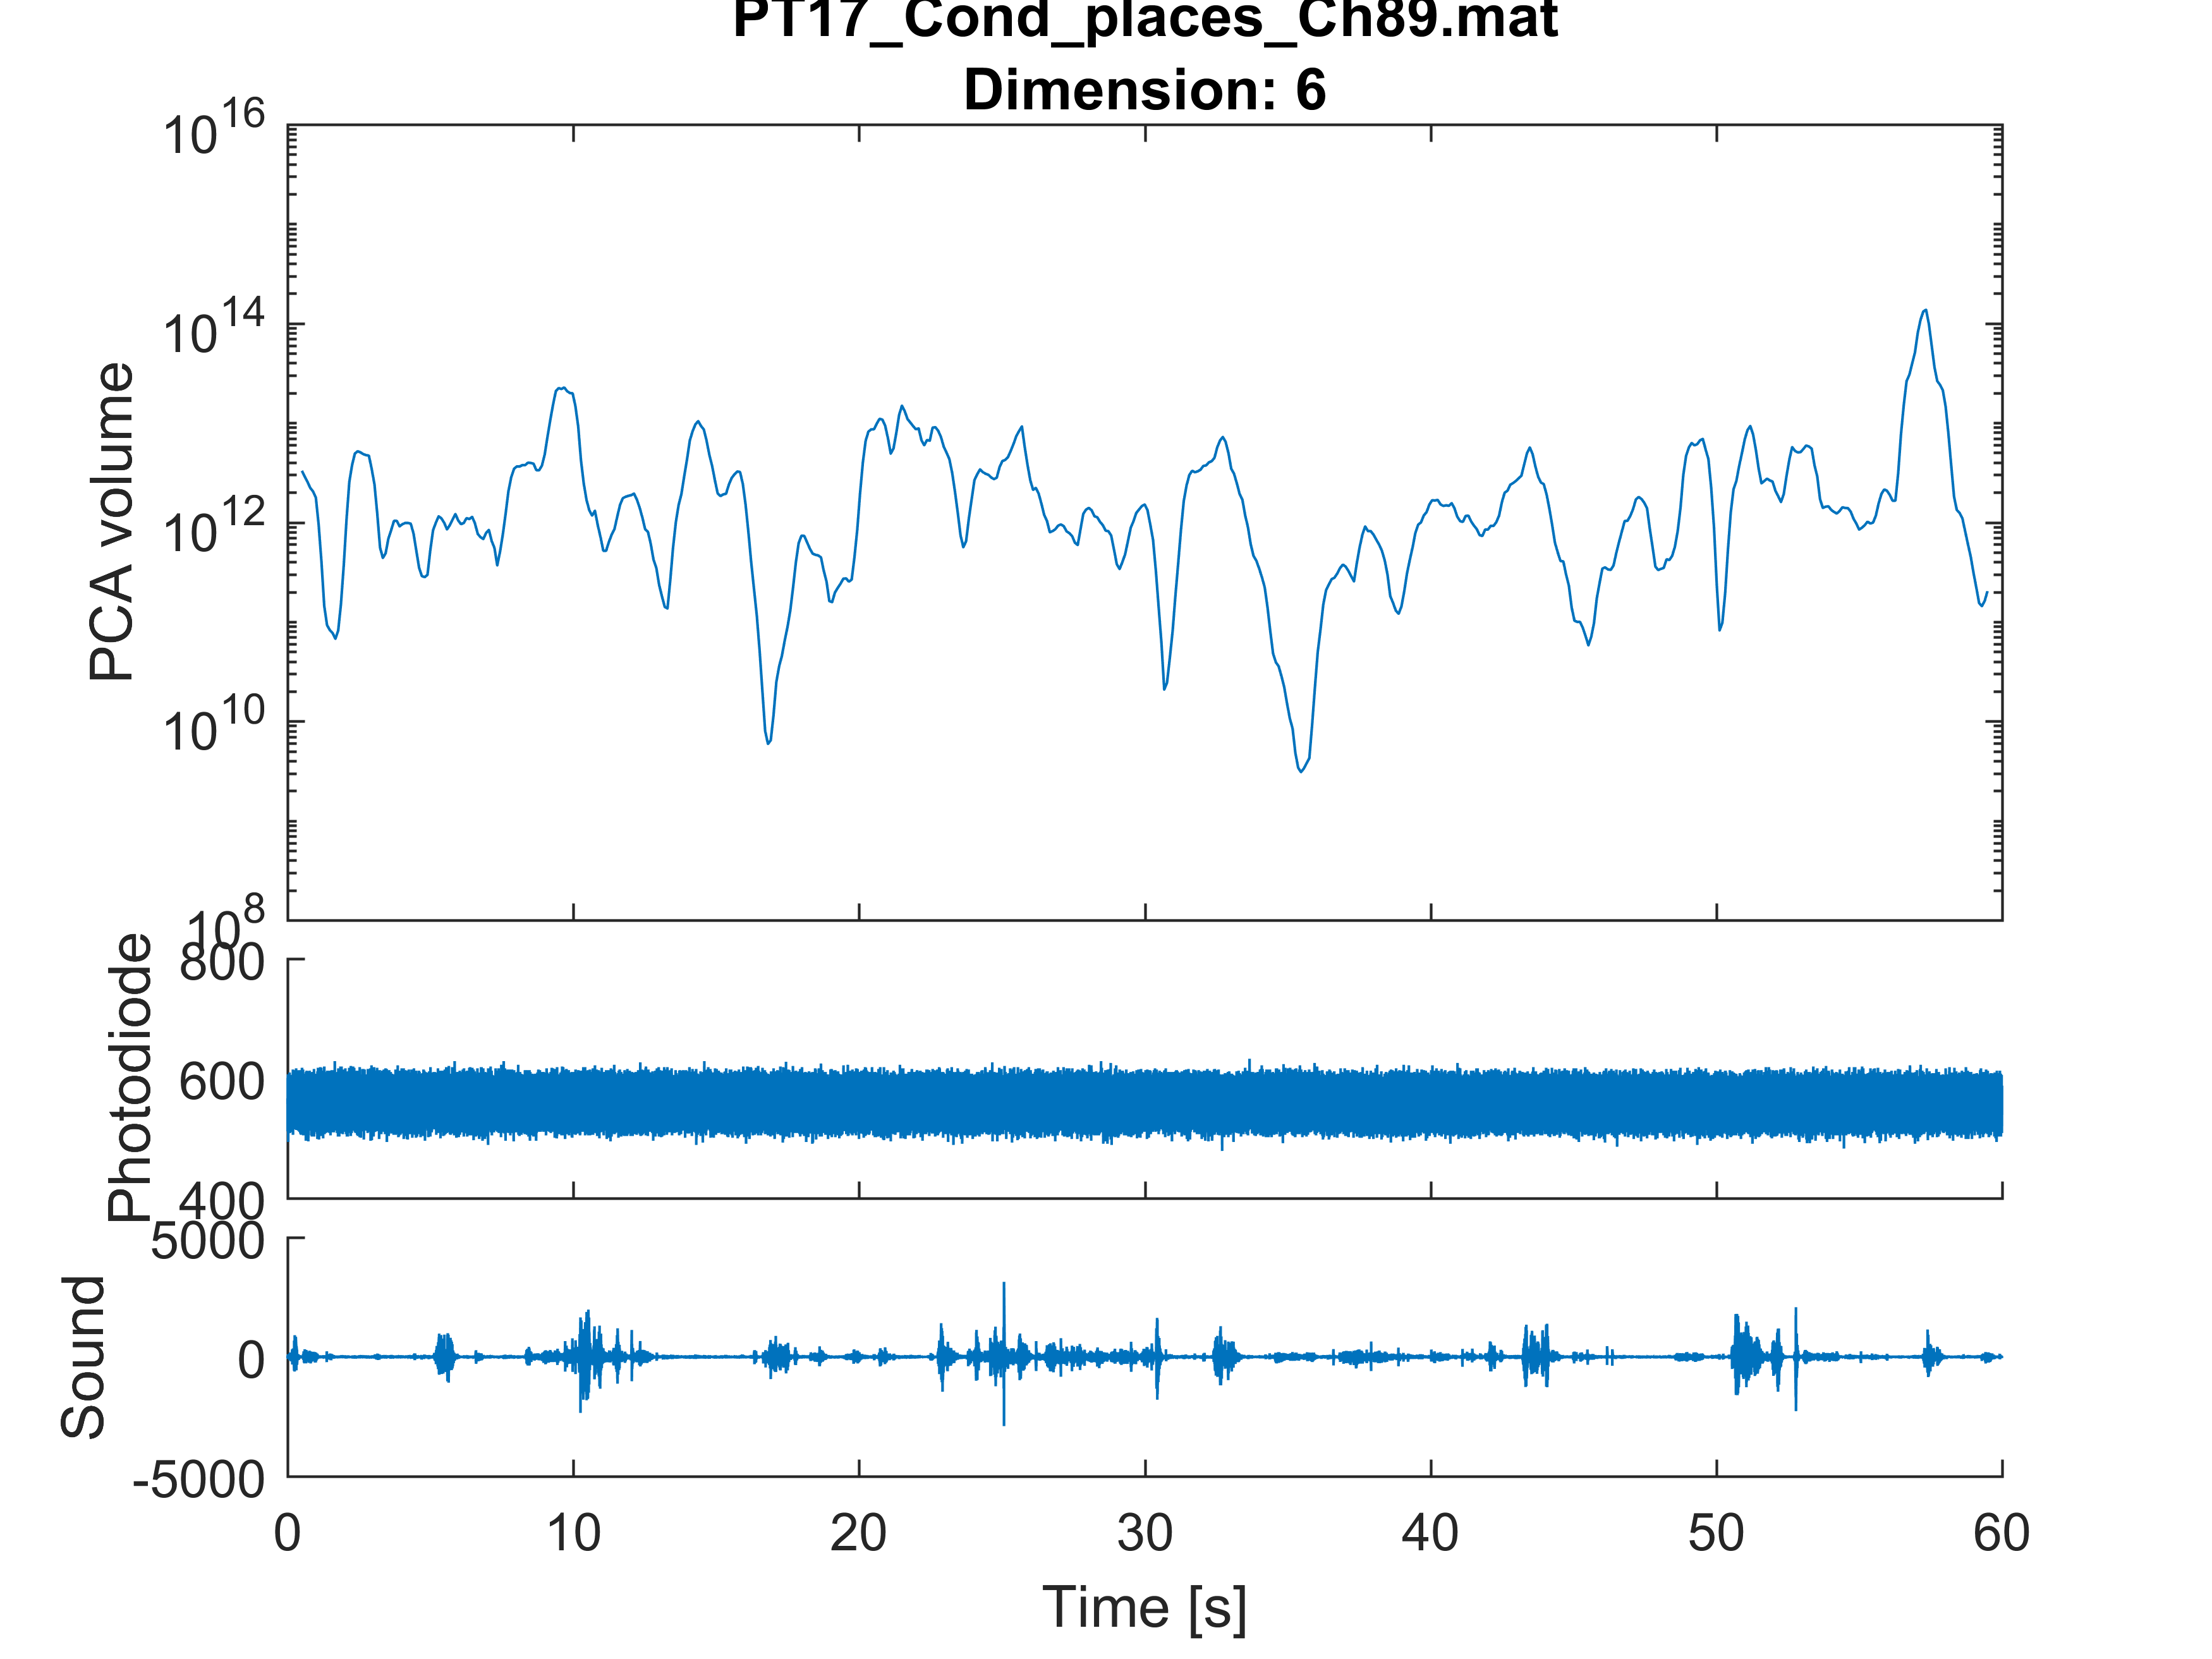 PT17_Cond_places_Ch89.mat
Dimension: 6
10^16
10^14
10^12
10^10
10^8
PCA volume
800
600
400
Photodiode
5000
0
-5000
Sound
0 10 20 30 40 50 60
Time [s]